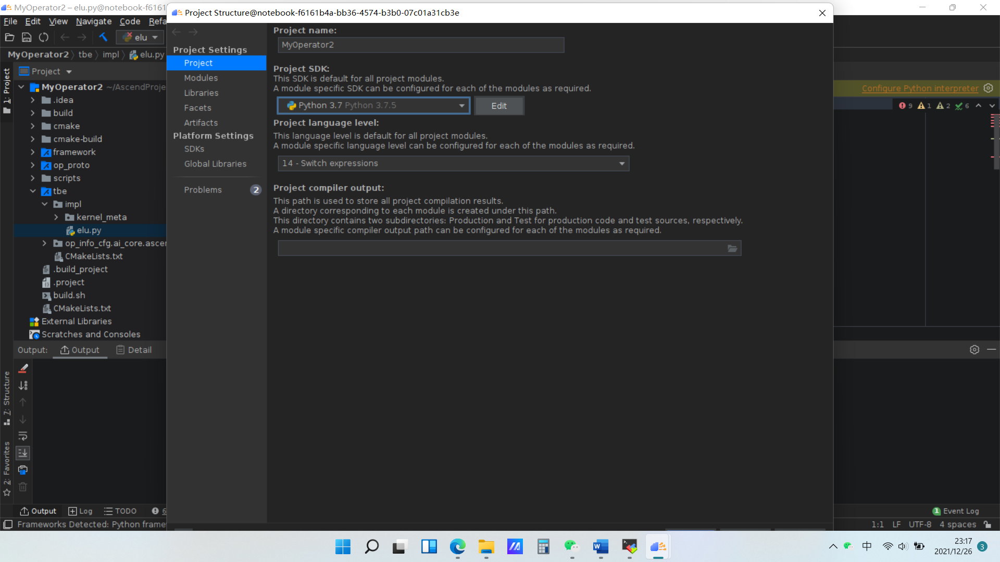 MyOperator2 – elu.py@notebook-f6161
Project Structure@notebook-f6161b4a-bb36-4574-b3b0-07c01a31cb3e
File Edit View Navigate Code Refa
elu
MyOperator2 tbe impl elu.py
Project
1: Project
MyOperator2 ~/AscendProje
.idea
build
cmake
cmake-build
framework
op_proto
scripts
tbe
impl
kernel_meta
elu.py
op_info_cfg.ai_core.ascen
CMakeLists.txt
.build_project
.project
build.sh
CMakeLists.txt
External Libraries
Scratches and Consoles
Project Settings
Project
Modules
Libraries
Facets
Artifacts
Platform Settings
SDKs
Global Libraries
Problems 2
Project name:
MyOperator2
Project SDK:
This SDK is default for all project modules.
A module specific SDK can be configured for each of the modules as required.
Python 3.7 Python 3.7.5
Edit
Project language level:
This language level is default for all project modules.
A module specific language level can be configured for each of the modules as required.
14 - Switch expressions
Project compiler output:
This path is used to store all project compilation results.
A directory corresponding to each module is created under this path.
This directory contains two subdirectories: Production and Test for production code and test sources, respectively.
A module specific compiler output path can be configured for each of the modules as required.
Configure Python interpreter
9 1 2 6
Output: Output Detail
7: Structure
2: Favorites
Output Log TODO 6
1 Event Log
Frameworks Detected: Python frame
1:1 LF UTF-8 4 spaces
中
23:17
2021/12/26
3